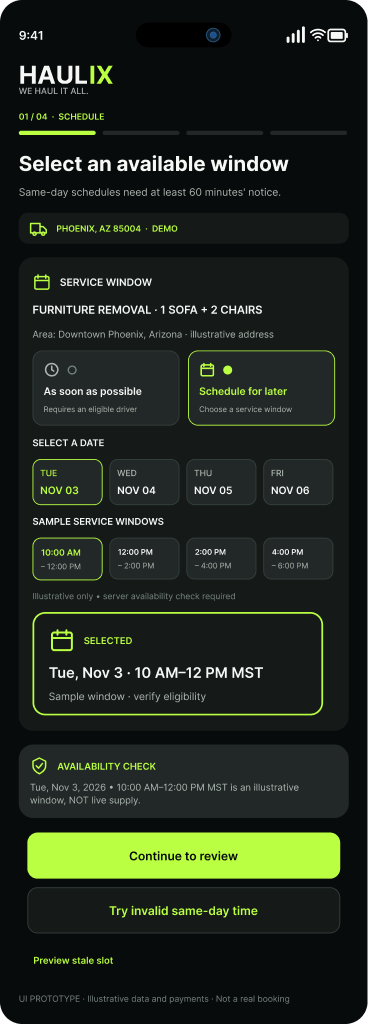 9:41
HAULIX
WE HAUL IT ALL.
01 / 04 · SCHEDULE
Select an available window
Same-day schedules need at least 60 minutes' notice.
PHOENIX, AZ 85004 · DEMO
SERVICE WINDOW
FURNITURE REMOVAL · 1 SOFA + 2 CHAIRS
Area: Downtown Phoenix, Arizona · illustrative address
As soon as possible
Requires an eligible driver
Schedule for later
Choose a service window
SELECT A DATE
TUE
NOV 03
WED
NOV 04
THU
NOV 05
FRI
NOV 06
SAMPLE SERVICE WINDOWS
10:00 AM
– 12:00 PM
12:00 PM
– 2:00 PM
2:00 PM
– 4:00 PM
4:00 PM
– 6:00 PM
Illustrative only • server availability check required
SELECTED
Tue, Nov 3 · 10 AM–12 PM MST
Sample window · verify eligibility
AVAILABILITY CHECK
Tue, Nov 3, 2026 • 10:00 AM–12:00 PM MST is an illustrative
window, NOT live supply.
Continue to review
Try invalid same-day time
Preview stale slot
UI PROTOTYPE · Illustrative data and payments · Not a real booking